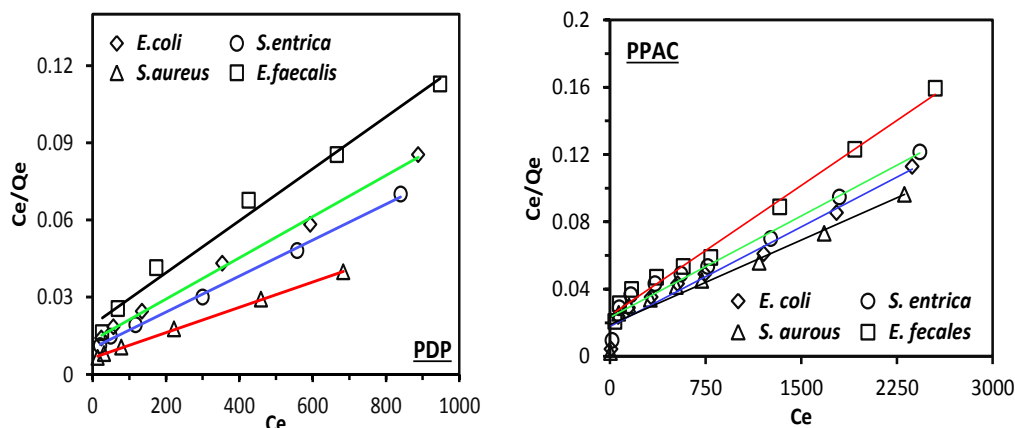 E.coli S.entrica
S.aureus E.faecalis
0.12
0.09
0.06
0.03
0
Ce/Qe
0 200 400 600 800 1000
Ce
PDP
0.2
0.16
0.12
0.08
0.04
0
Ce/Qe
PPAC
E. coli S. entrica
S. aurous E. fecales
0 750 1500 2250 3000
Ce